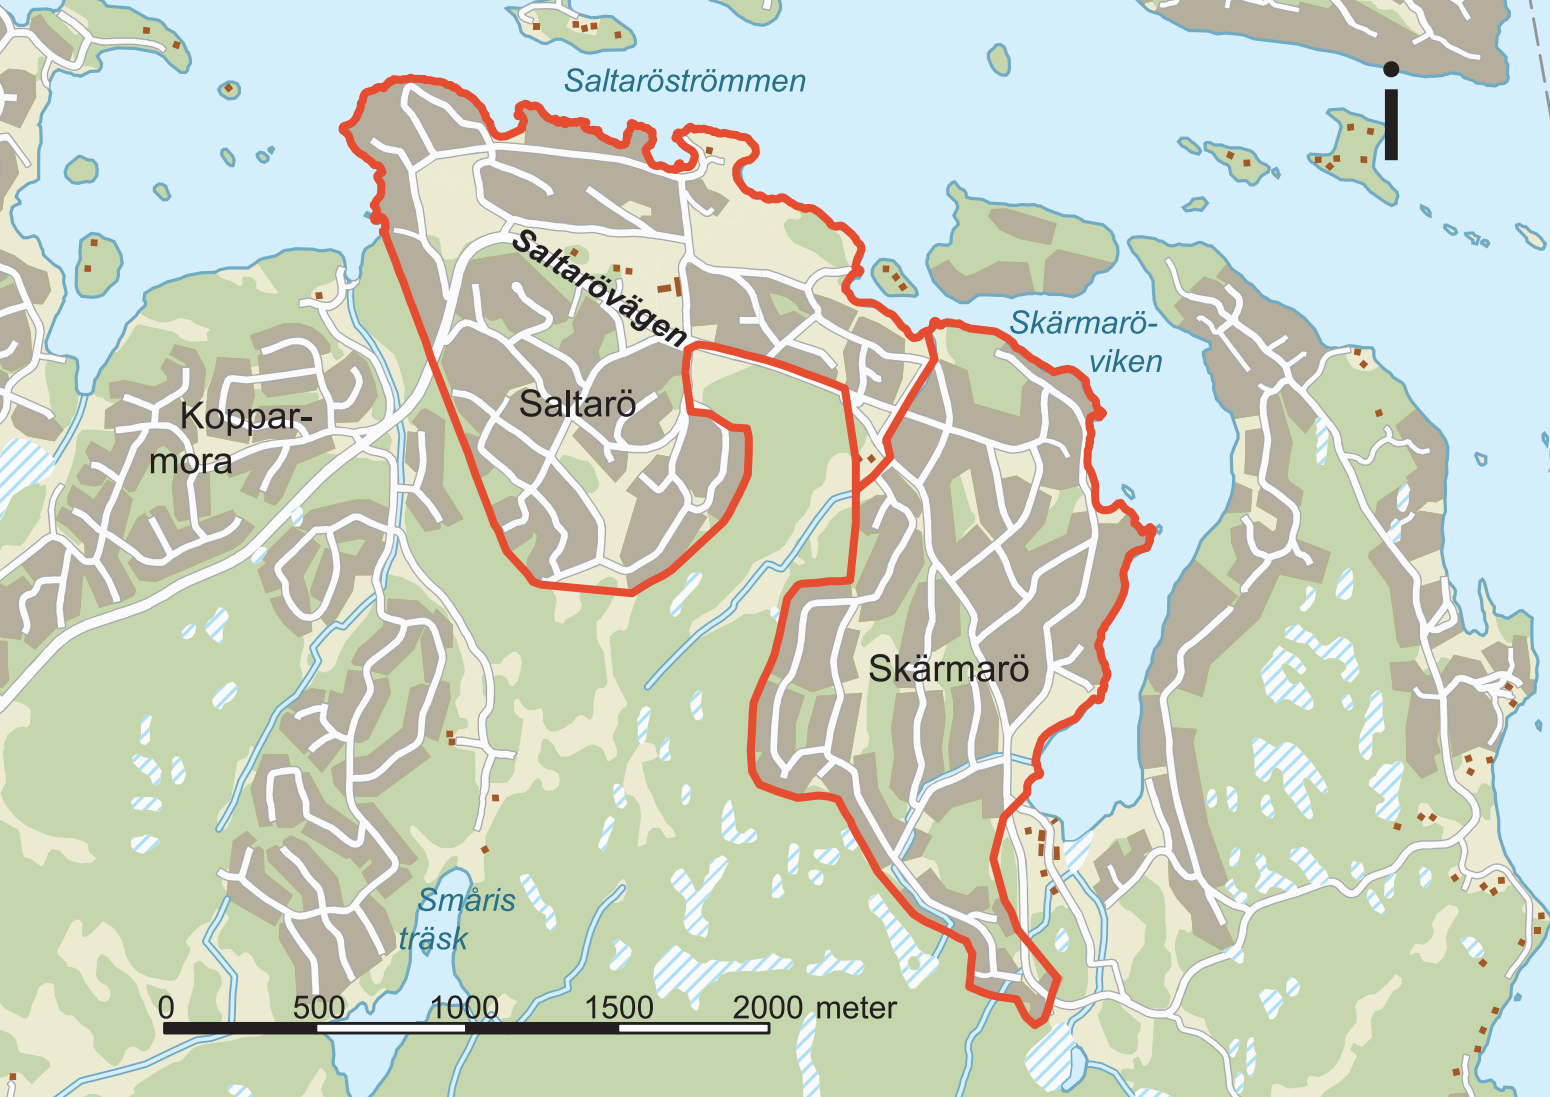 Saltaröströmmen
Saltarövägen
Skärmarö-
viken
Saltarö
Koppar-
mora
Skärmarö
Småris
träsk
0 500 1000 1500 2000 meter